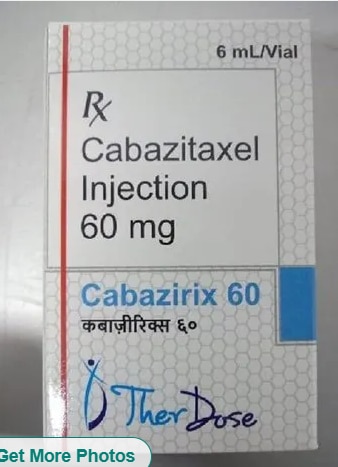 6 mL/Vial
Rx
Cabazitaxel
Injection
60 mg
Cabazirix 60
कबाज़ीरिक्स ६०
TherDose
Get More Photos